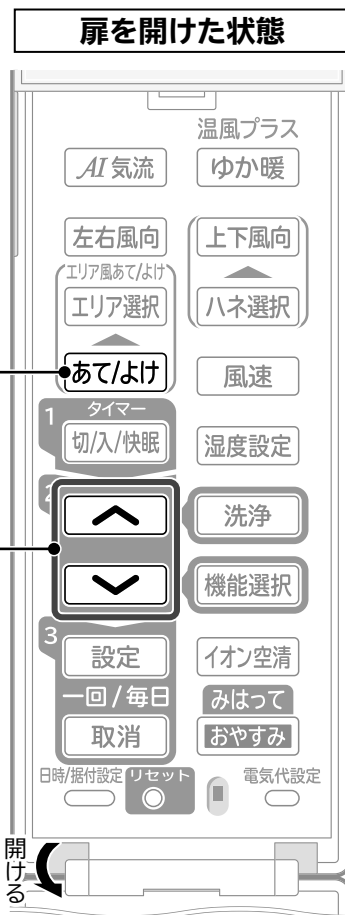 扉を開けた状態
温風プラス
AI 気流
ゆか暖
左右風向
上下風向
エリア風あて/よけ
エリア選択
ハネ選択
あて/よけ
風速
1
タイマー
切/入/快眠
湿度設定
2
洗浄
機能選択
3
設定
イオン空清
一回/毎日
みはって
取消
おやすみ
日時/据付設定
リセット
電気代設定
開ける